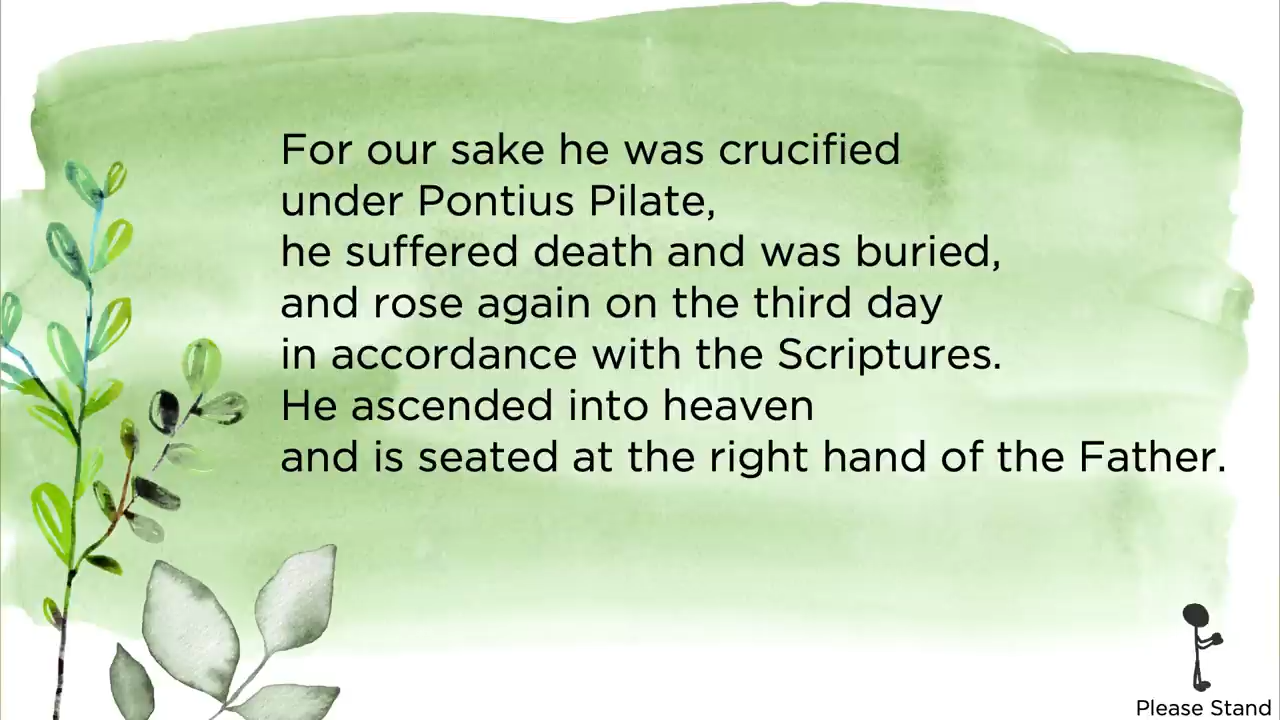 For our sake he was crucified
under Pontius Pilate,
he suffered death and was buried,
and rose again on the third day
in accordance with the Scriptures.
He ascended into heaven
and is seated at the right hand of the Father.
Please Stand